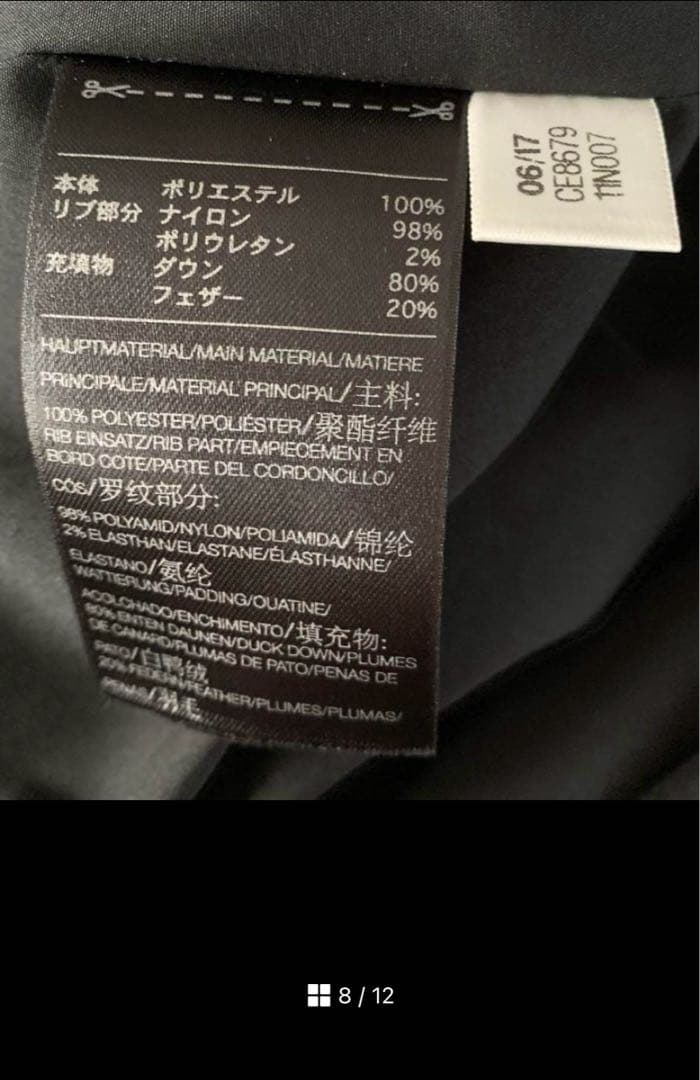 本体 ポリエステル 100%
リブ部分 ナイロン 98%
ポリウレタン 2%
充填物 ダウン 80%
フェザー 20%
HAUPTMATERIAL/MAIN MATERIAL/MATIERE
PRINCIPALE/MATERIAL PRINCIPAL/主料:
100% POLYESTER/POLIÉSTER/聚酯纤维
RIB EINSATZ/RIB PART/EMPIECEMENT EN
BORD COTE/PARTE DEL CORDONCILLO/
CÓS/罗纹部分:
98% POLYAMID/NYLON/POLIAMIDA/锦纶
2% ELASTHAN/ELASTANE/ÉLASTHANNE/
ELASTANO/氨纶
WATTIERUNG/PADDING/OUATINE/
ACOLCHADO/ENCHIMENTO/填充物:
80% ENTEN DAUNEN/DUCK DOWN/PLUMES
DE CANARD/PLUMAS DE PATO/PENAS DE
PATO/白鸭绒
20% FEDERN/FEATHER/PLUMES/PLUMAS/
PENAS/羽毛
06/17
CE8679
11N007
8 / 12